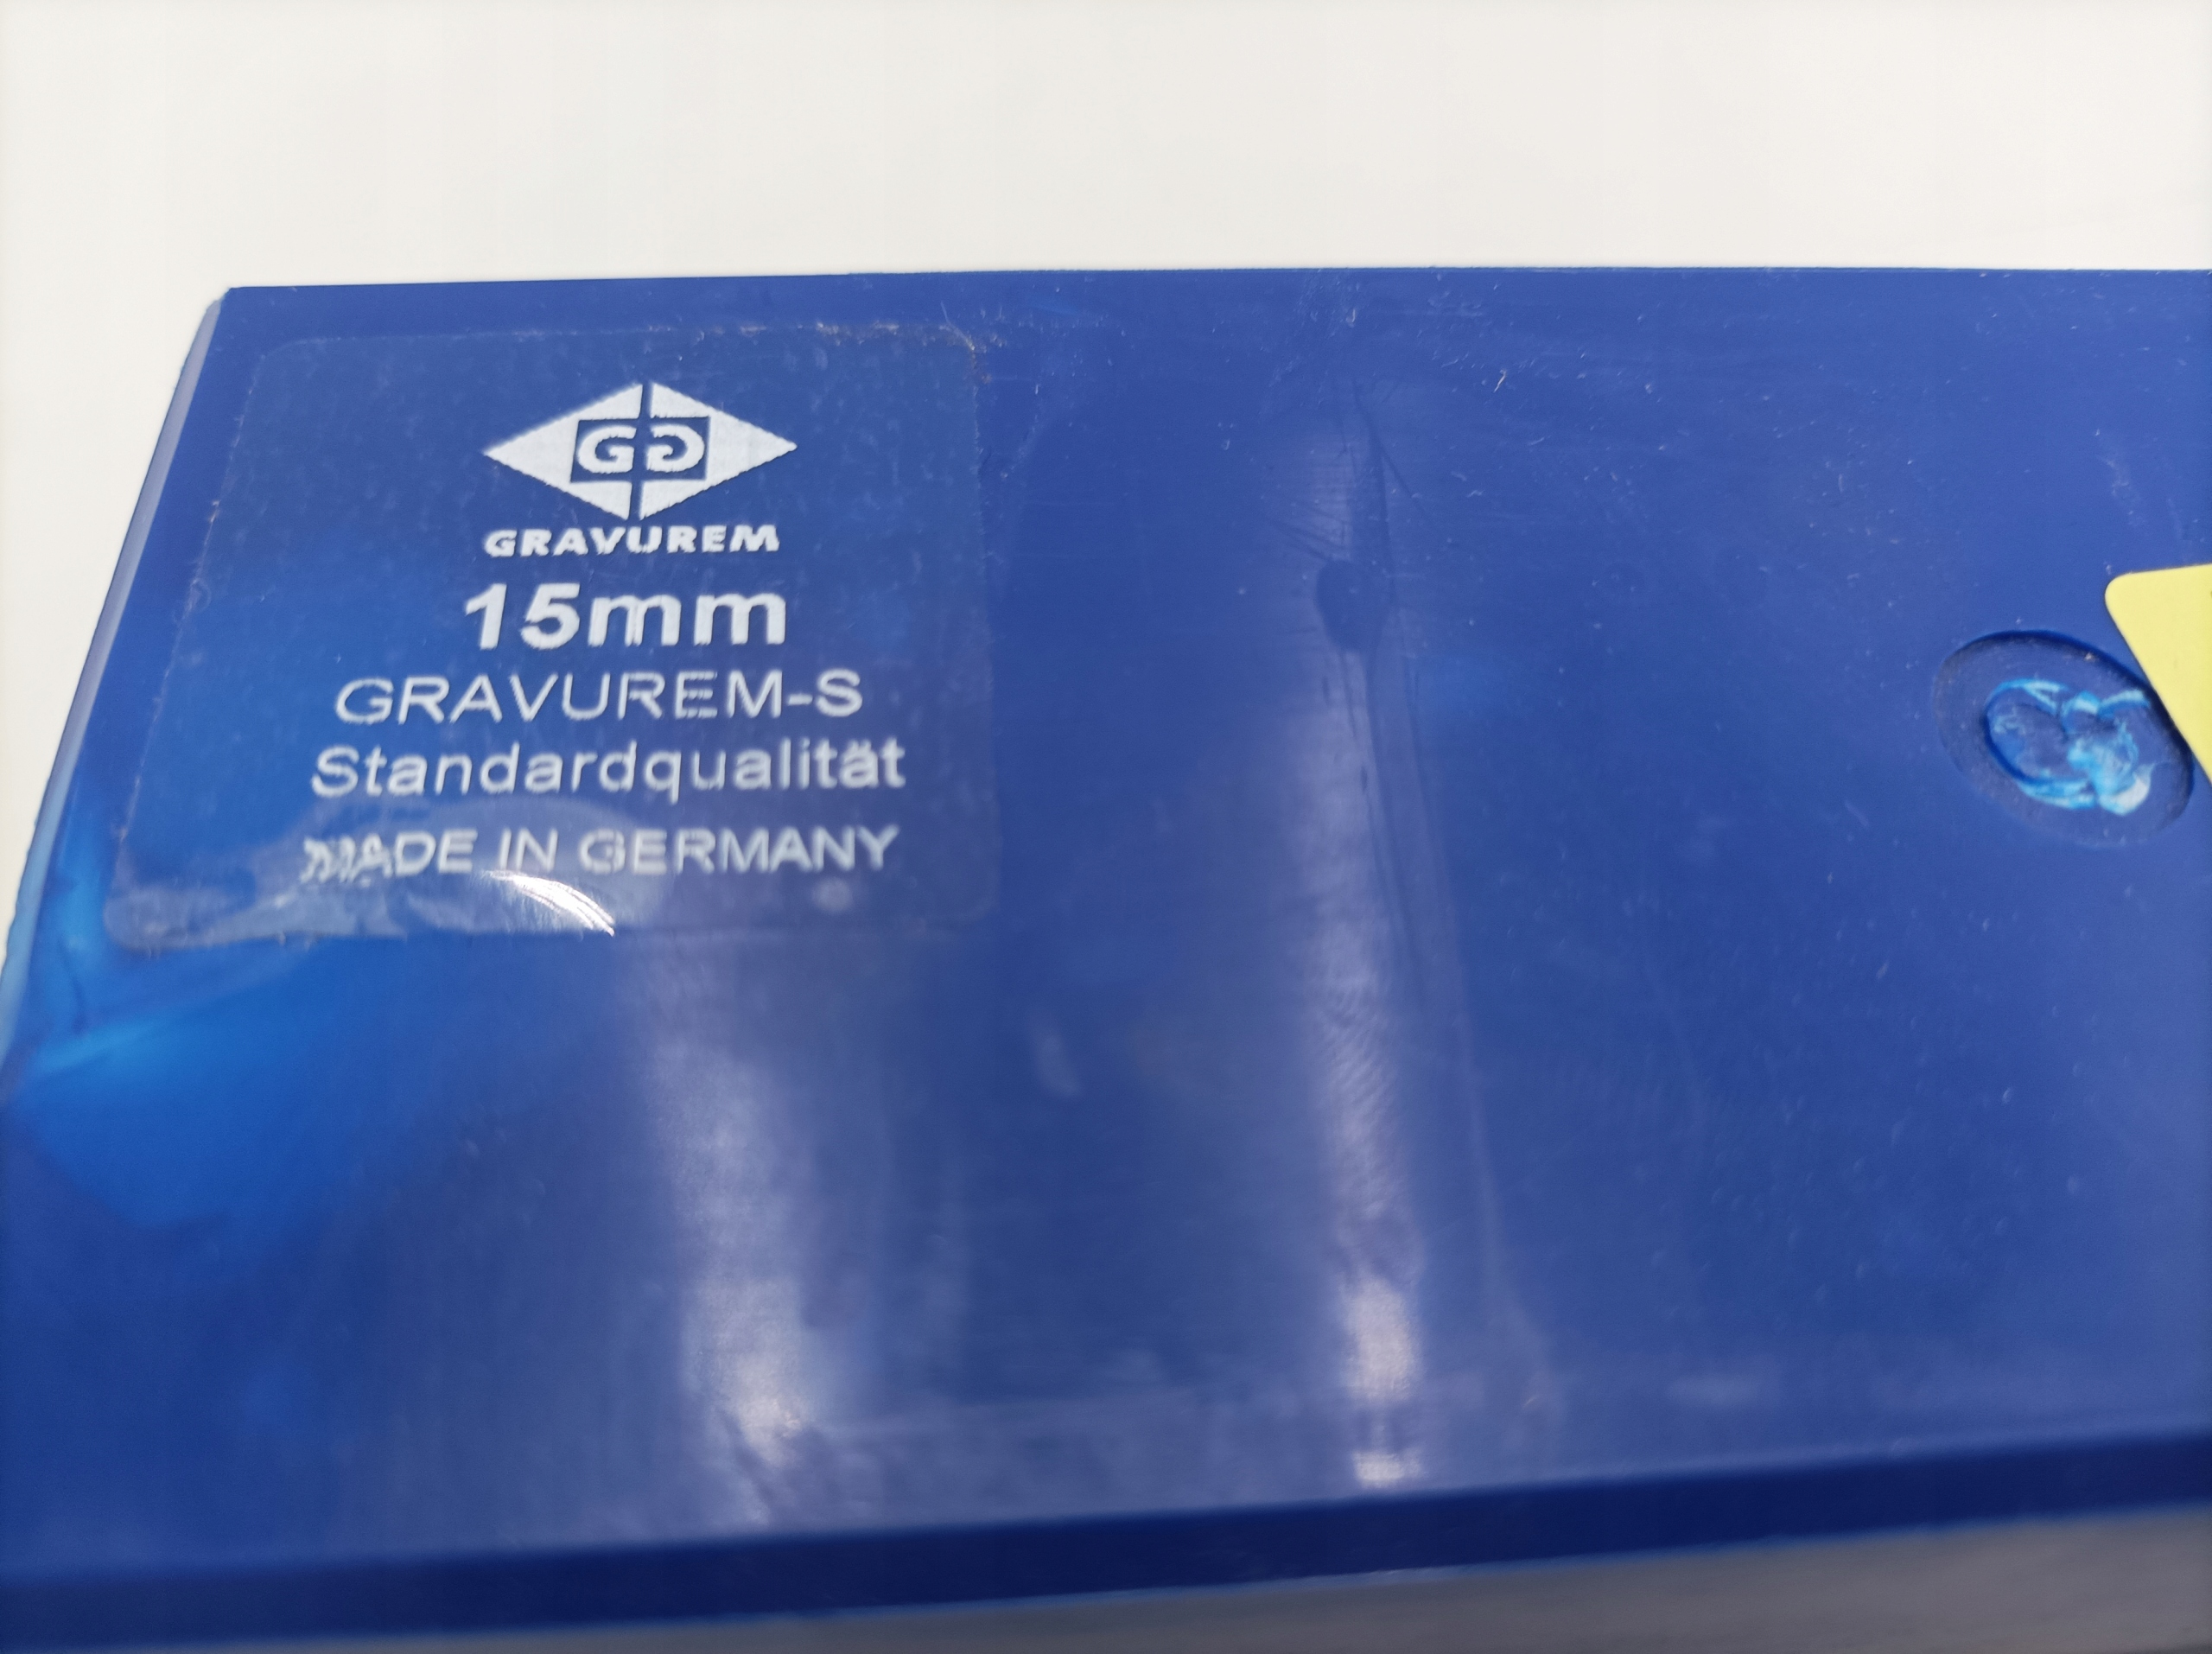 GG
GRAVUREM
15mm
GRAVUREM-S
Standardqualität
MADE IN GERMANY